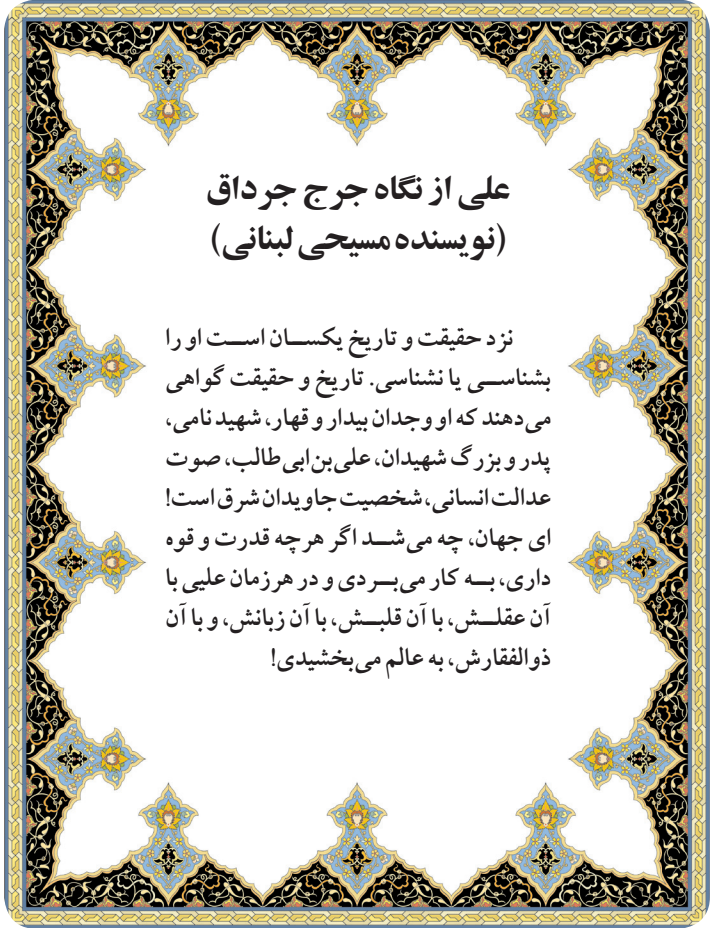 علی از نگاه جرج جرداق
(نویسنده مسیحی لبنانی)
نزد حقیقت و تاریخ یکسان است او را
بشناسی یا نشناسی. تاریخ و حقیقت گواهی
می‌دهند که او وجدان بیدار و قهار، شهید نامی،
پدر و بزرگ شهیدان، علی‌بن‌ابی‌طالب، صوت
عدالت انسانی، شخصیت جاویدان شرق است!
ای جهان، چه می‌شد اگر هرچه قدرت و قوه
داری، به کار می‌بردی و در هرزمان علیی با
آن عقلش، با آن قلبش، با آن زبانش، و با آن
ذوالفقارش، به عالم می‌بخشیدی!